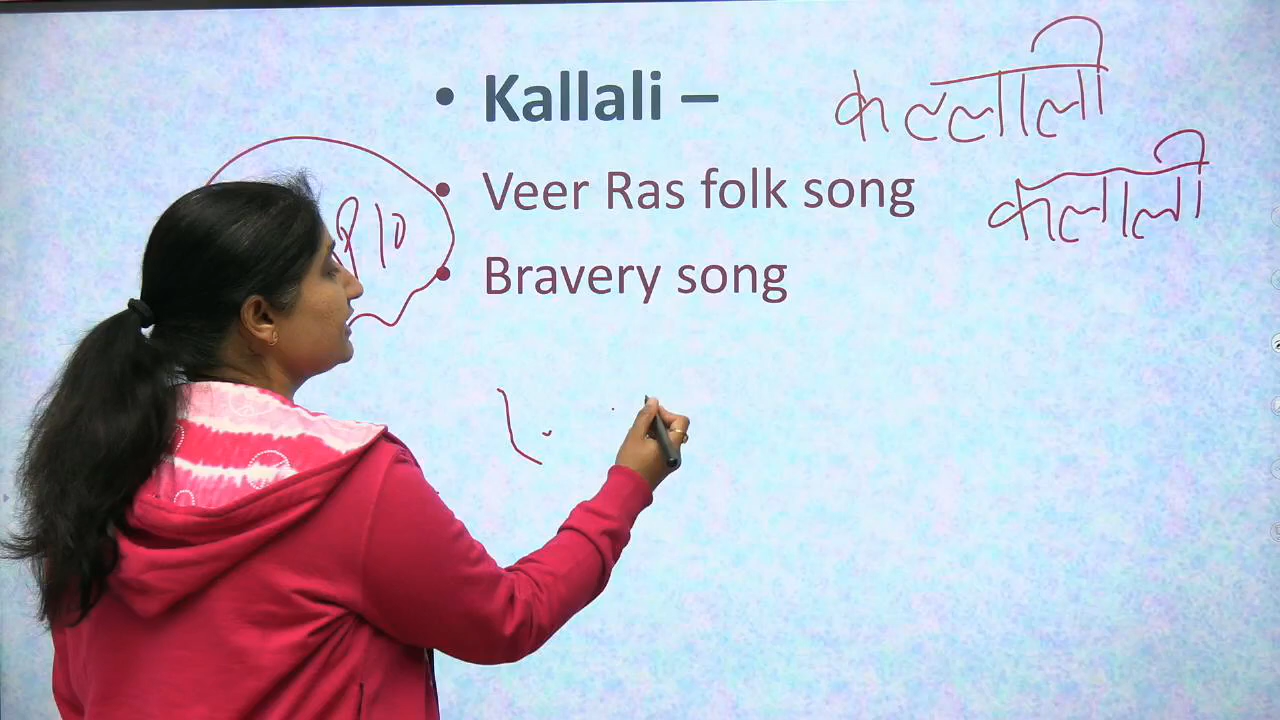 • Kallali –
कल्लाली
• Veer Ras folk song
कलाली
• Bravery song